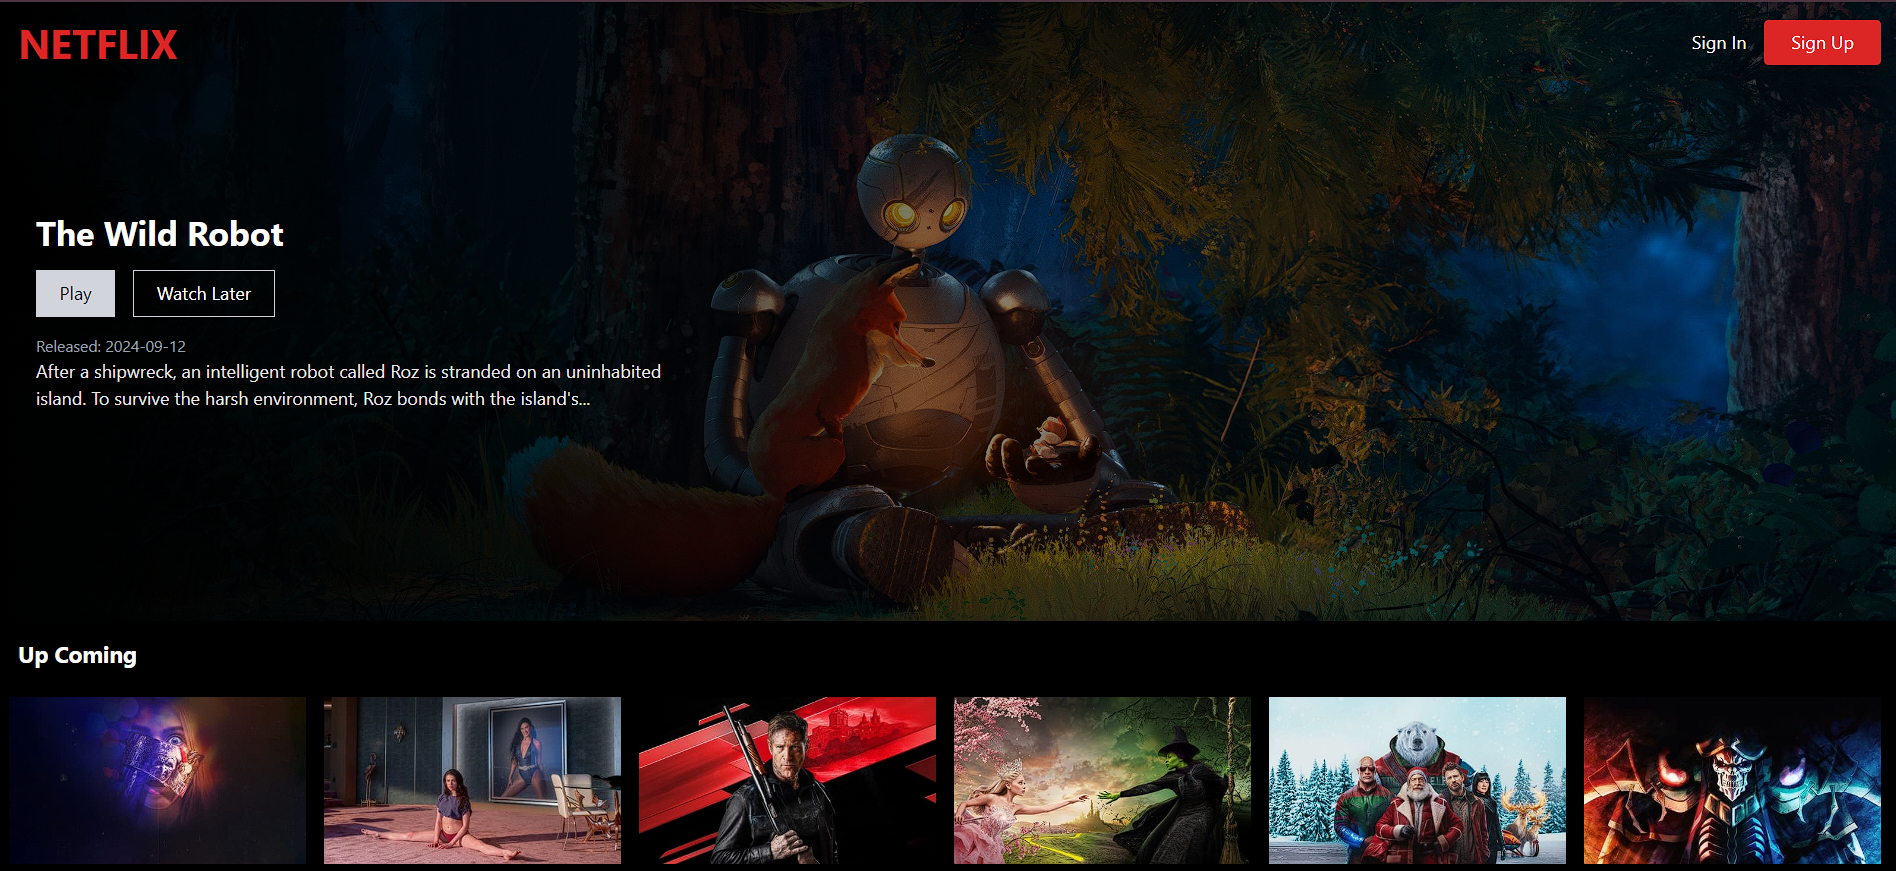 NETFLIX
Sign In
Sign Up
The Wild Robot
Play
Watch Later
Released: 2024-09-12
After a shipwreck, an intelligent robot called Roz is stranded on an uninhabited
island. To survive the harsh environment, Roz bonds with the island's...
Up Coming